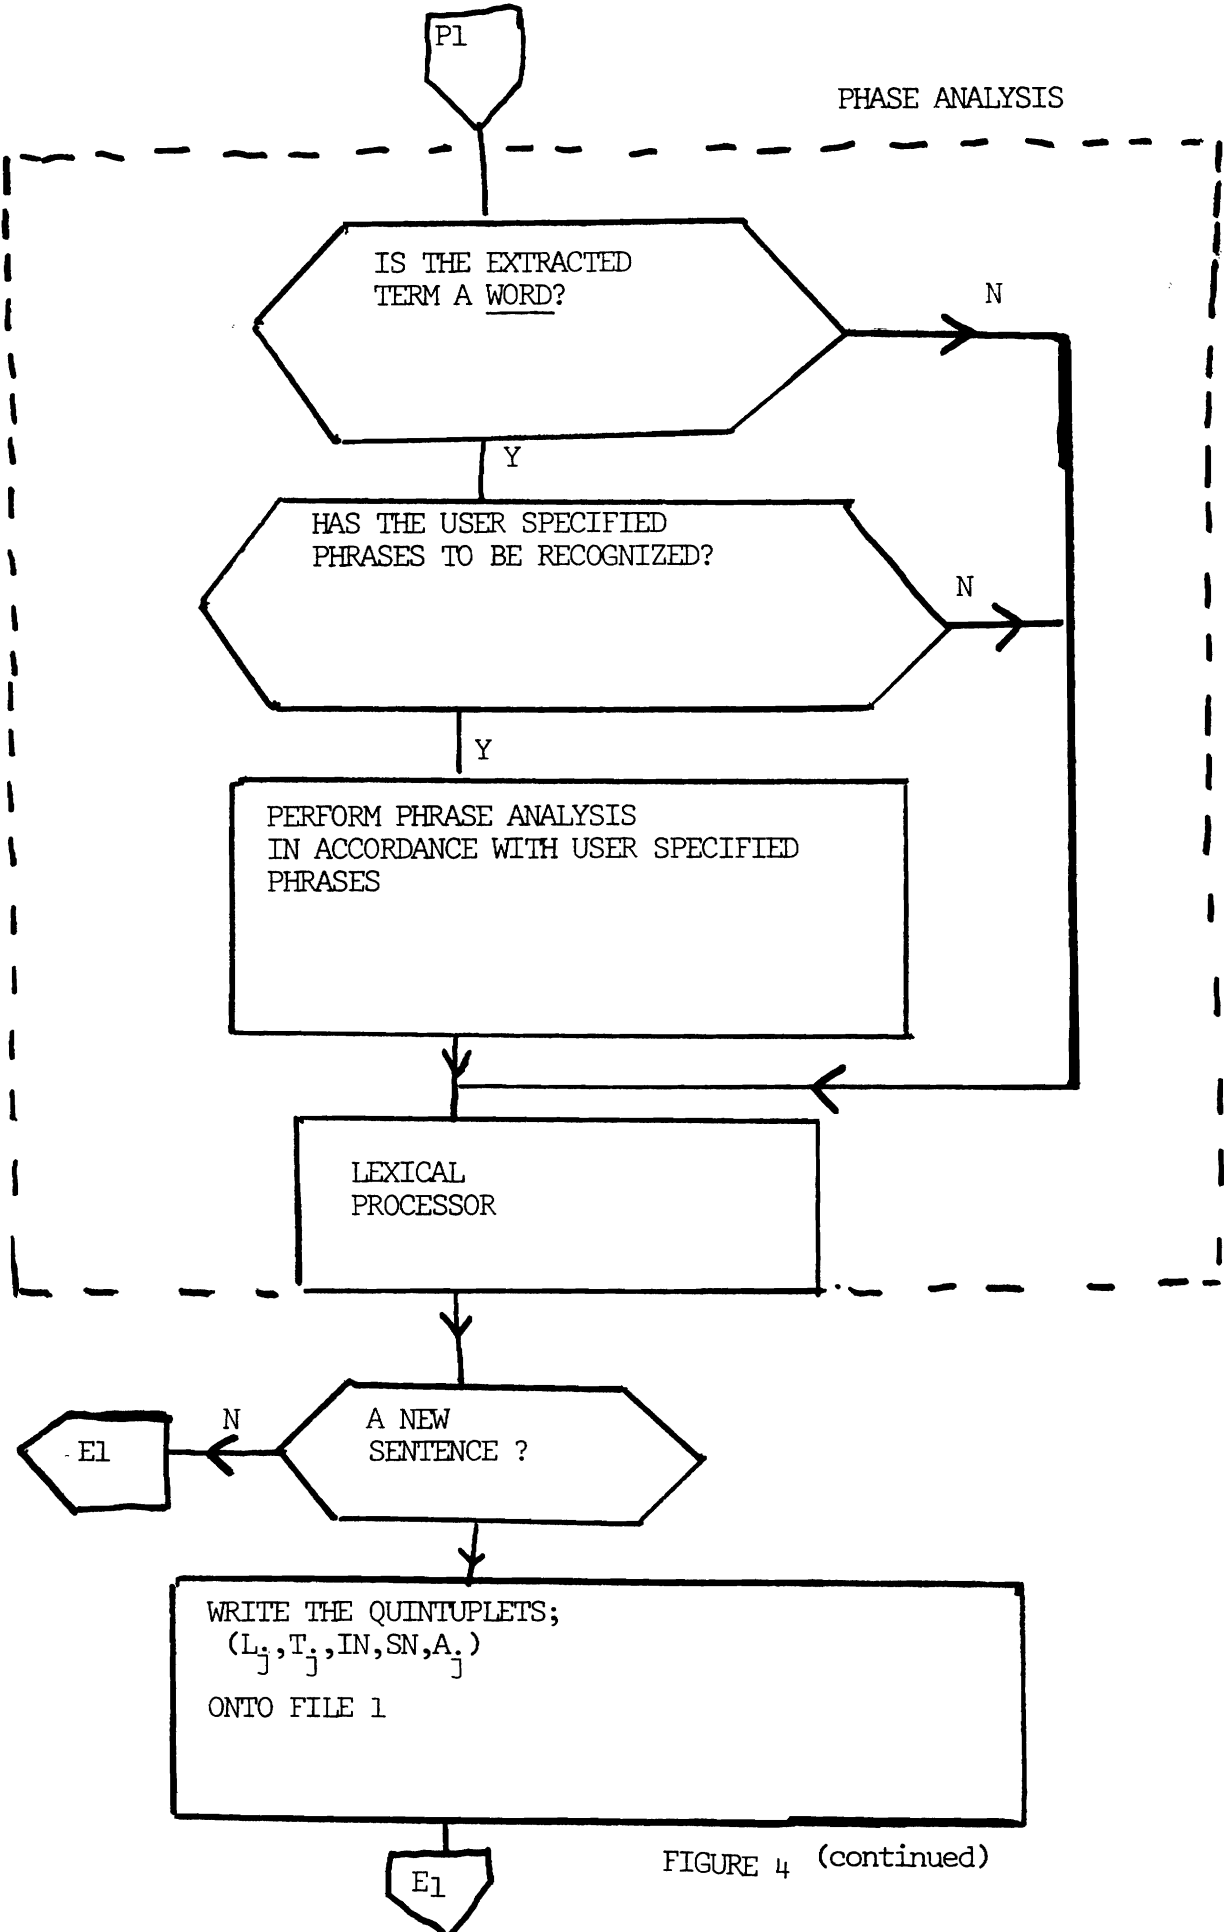 P1
PHASE ANALYSIS
IS THE EXTRACTED
TERM A WORD?
N
Y
HAS THE USER SPECIFIED
PHRASES TO BE RECOGNIZED?
N
Y
PERFORM PHRASE ANALYSIS
IN ACCORDANCE WITH USER SPECIFIED
PHRASES
LEXICAL
PROCESSOR
A NEW
SENTENCE ?
N
E1
WRITE THE QUINTUPLETS;
(Lj,Tj,IN,SN,Aj)
ONTO FILE 1
E1
FIGURE 4 (continued)